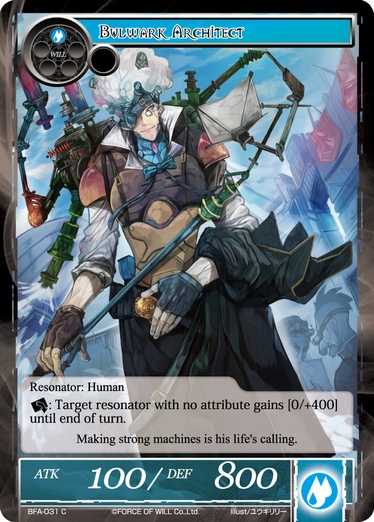 Bulwark Architect
WILL
Resonator: Human
: Target resonator with no attribute gains [0/+400]
until end of turn.
Making strong machines is his life's calling.
ATK 100 / DEF 800
BFA-031 C ©FORCE OF WILL Co.,Ltd. Illust/ユウキリリー